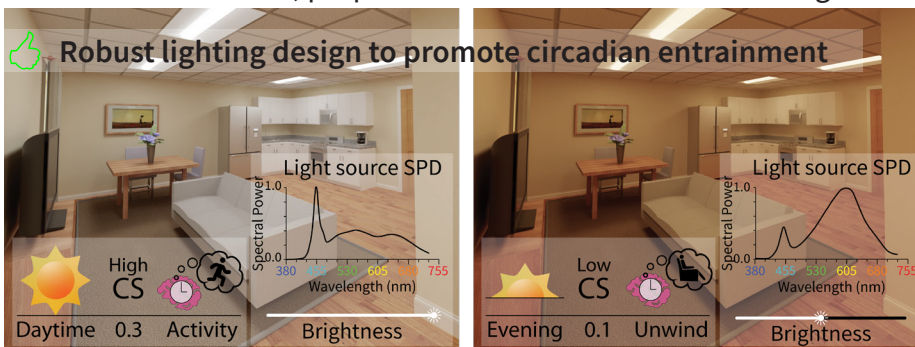 Robust lighting design to promote circadian entrainment
Light source SPD
Spectral Power
1.0
0.0
380 530 605 755
Wavelength (nm)
High
CS
Daytime 0.3 Activity
Brightness
Light source SPD
Spectral Power
1.0
0.0
380 455 530 605 680 755
Wavelength (nm)
Low
CS
Evening 0.1 Unwind
Brightness